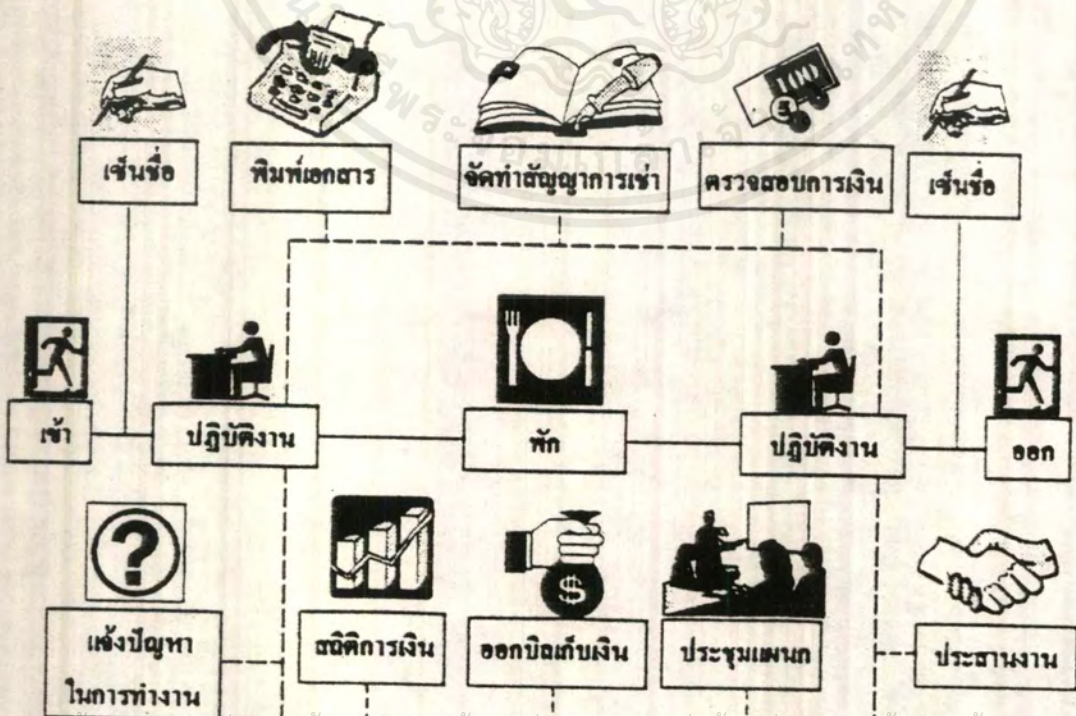 เซ็นชื่อ
พิมพ์เอกสาร
จัดทำสัญญาการเช่า
ตรวจสอบการเงิน
เซ็นชื่อ
100
เข้า
ปฏิบัติงาน
พัก
ปฏิบัติงาน
ออก
?
$
แจ้งปัญหา
ในการทำงาน
สถิติการเงิน
ออกบิลเก็บเงิน
ประชุมแผนก
ประสานงาน